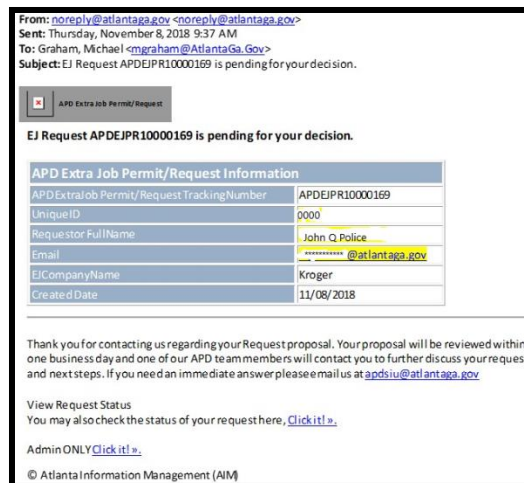 From: noreply@atlantaga.gov <noreply@atlantaga.gov>
Sent: Thursday, November 8, 2018 9:37 AM
To: Graham, Michael <mgraham@AtlantaGa.Gov>
Subject: EJ Request APDEJPR10000169 is pending for your decision.
APD Extra Job Permit/Request
EJ Request APDEJPR10000169 is pending for your decision.
APD Extra Job Permit/Request Information
APDExtraJob Permit/Request TrackingNumber APDEJPR10000169
UniqueID 0000
Requestor FullName John Q Police
Email ***********@atlantaga.gov
EJCompanyName Kroger
Created Date 11/08/2018
Thank you for contacting us regarding your Request proposal. Your proposal will be reviewed within
one business day and one of our APD team members will contact you to further discuss your reques
and next steps. If you need an immediate answer please email us at apdsiu@atlantaga.gov
View Request Status
You may also check the status of your request here, Click it! ».
Admin ONLY Click it! ».
© Atlanta Information Management (AIM)